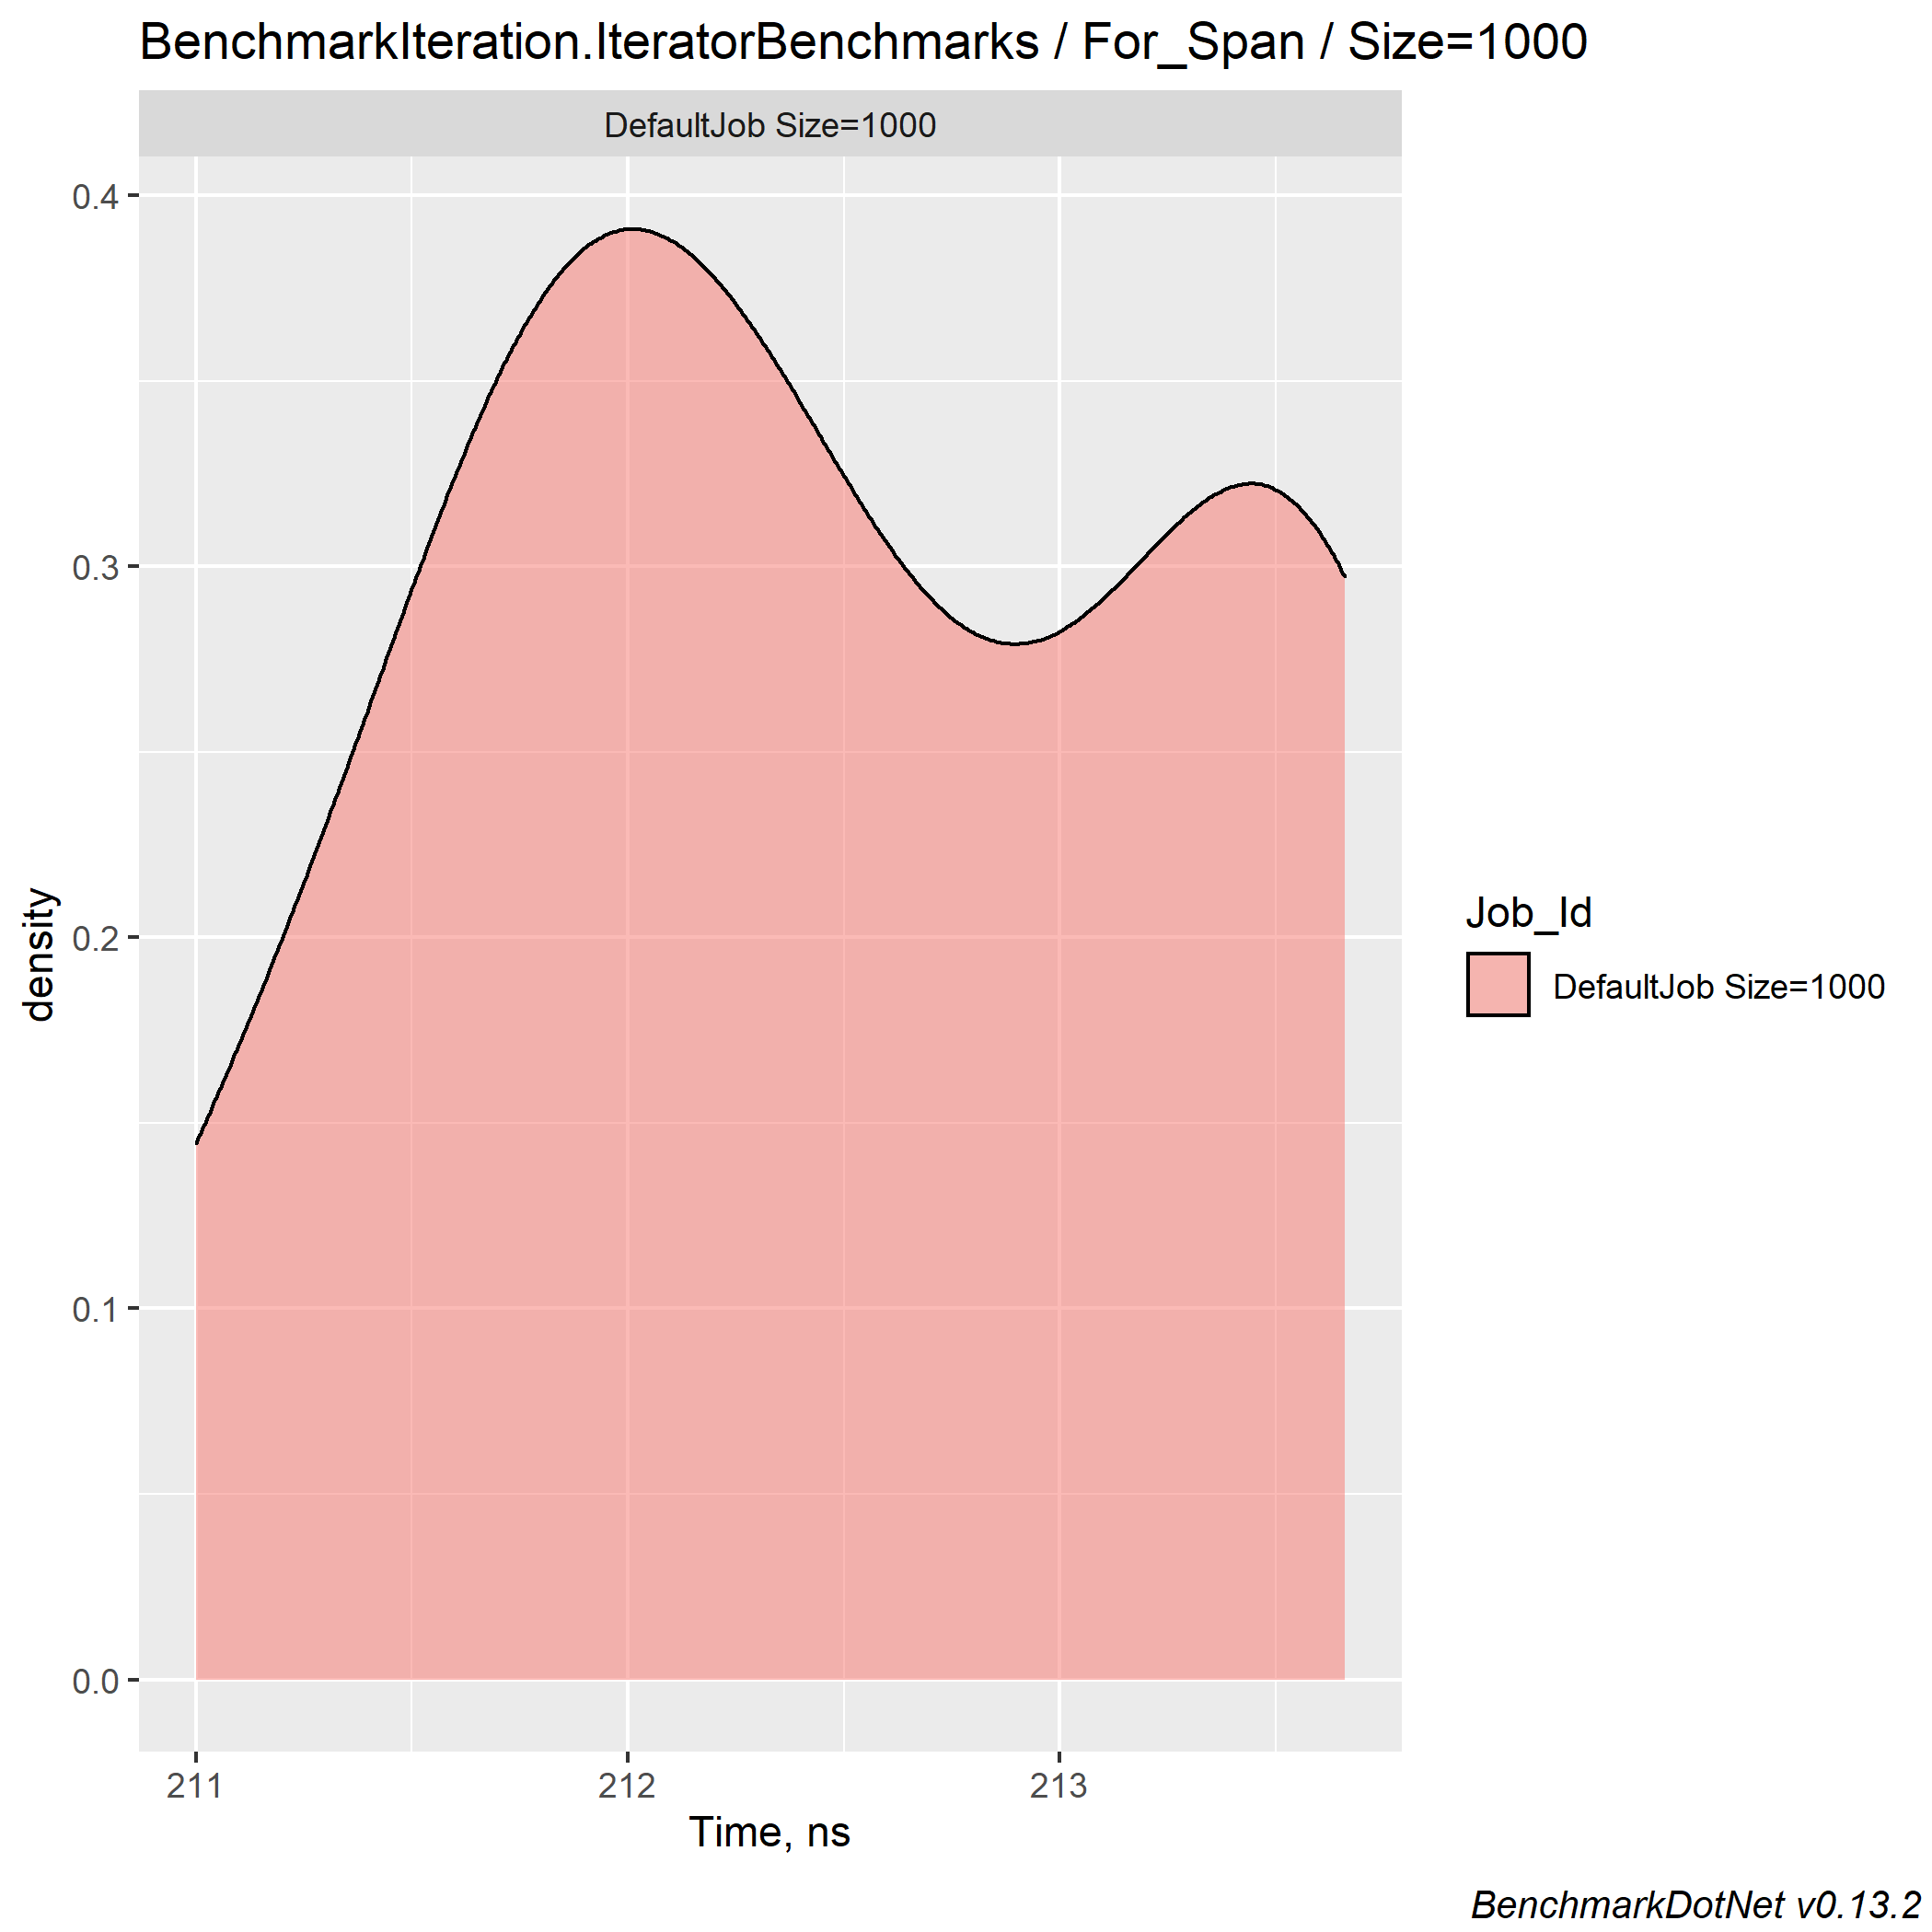 BenchmarkIteration.IteratorBenchmarks / For_Span / Size=1000
DefaultJob Size=1000
0.4
0.3
0.2
0.1
0.0
density
211
212
213
Time, ns
Job_Id
DefaultJob Size=1000
BenchmarkDotNet v0.13.2